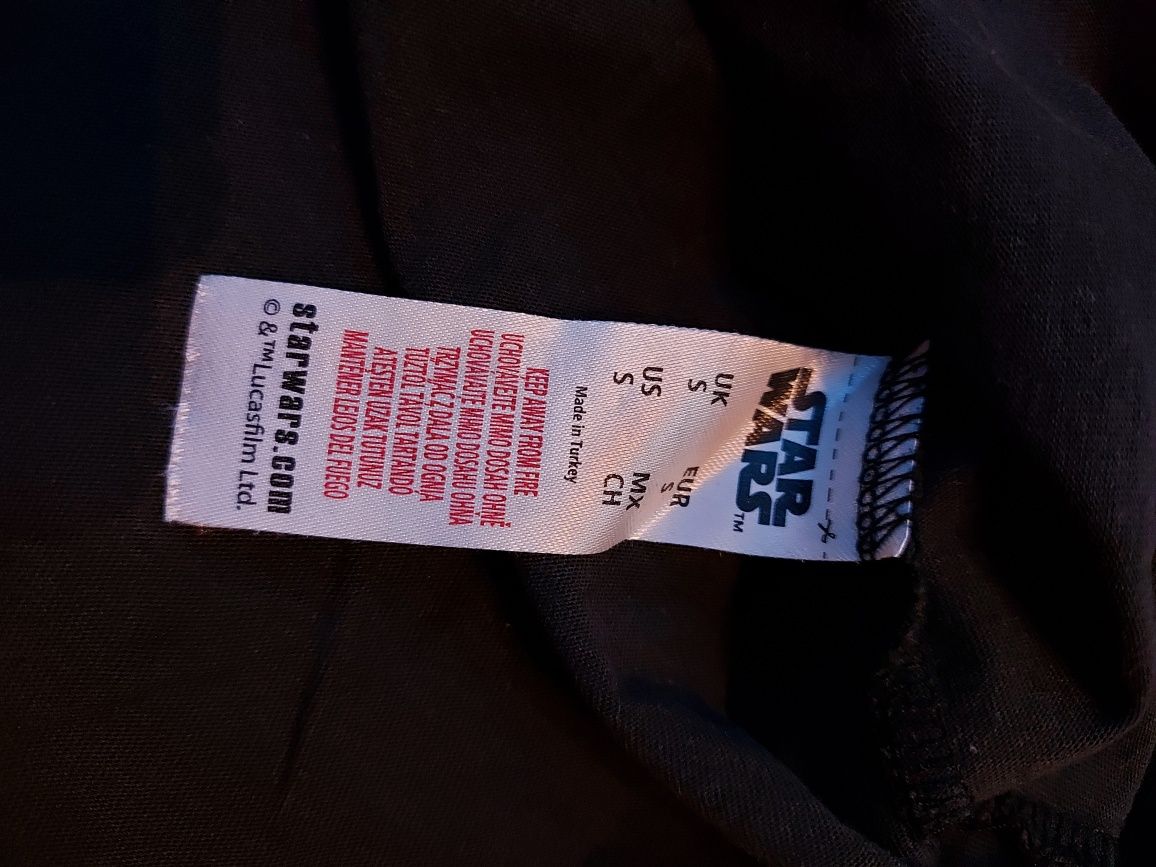 STAR
WARS™
UK EUR
S S
US MX
S CH
Made in Turkey
KEEP AWAY FROM FIRE
UCHOVÁVEJTE MIMO DOSAH OHNĚ
UCHOVÁVAJTE MIMO DOSAHU OHŇA
TRZYMAĆ Z DALA OD OGNIA
TŰZTŐL TÁVOL TARTANDÓ
ATEŞTEN UZAK TUTUNUZ
MANTENER LEJOS DEL FUEGO
starwars.com
© & ™ Lucasfilm Ltd.